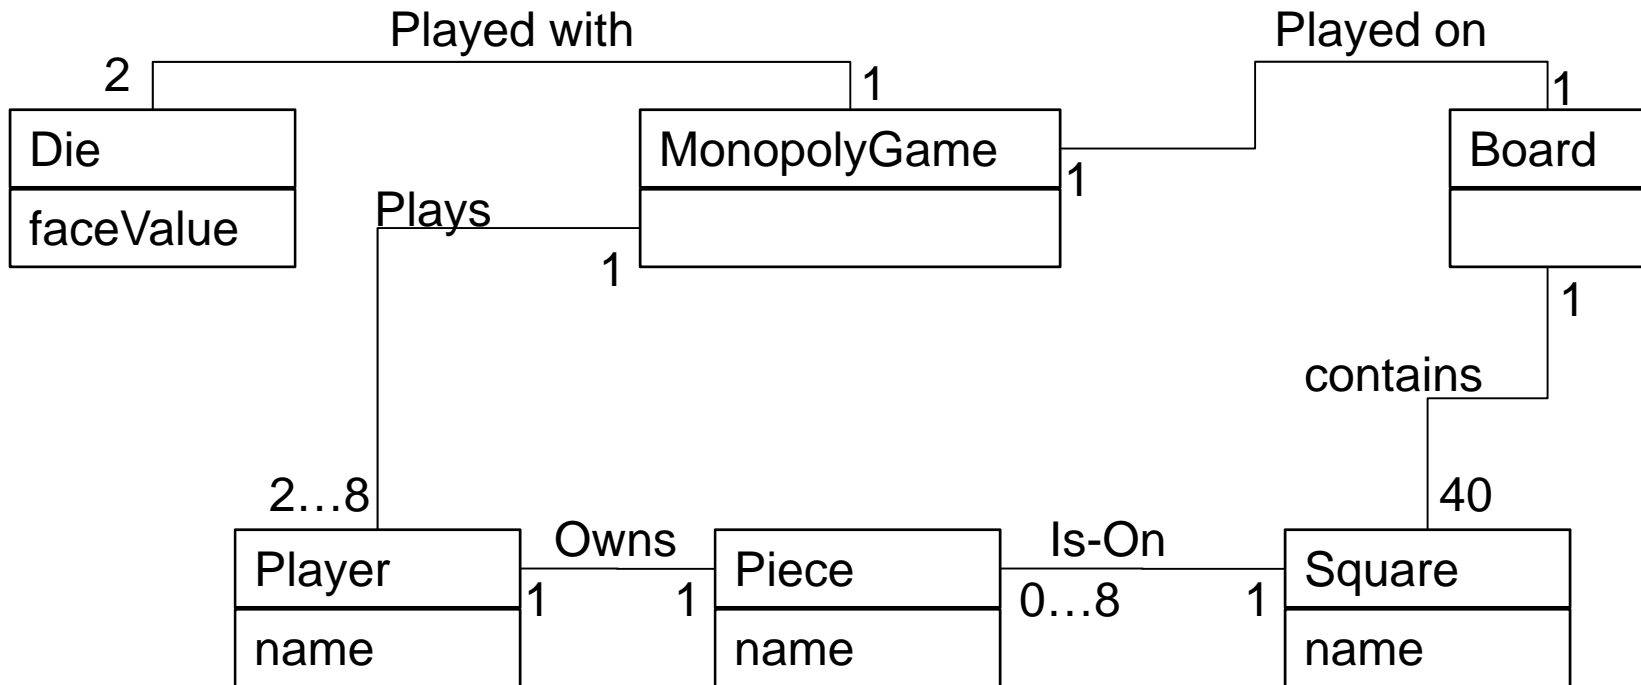 Played with
Played on
2
1
1
Die
MonopolyGame
Board
1
faceValue
Plays
1
1
contains
2…8
40
Player
Owns
Piece
Is-On
Square
1
1
0…8
1
name
name
name